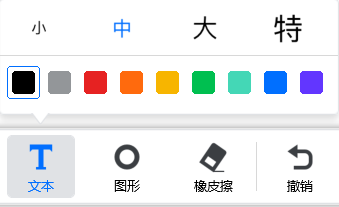 小 中 大 特
文本 图形 橡皮擦 撤销